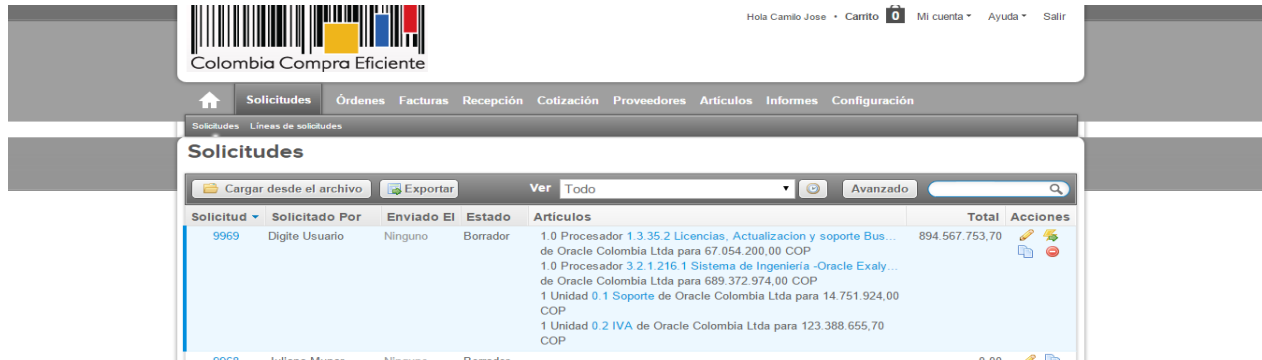 Hola Camilo Jose • Carrito 0 Mi cuenta Ayuda Salir
Colombia Compra Eficiente
Solicitudes Órdenes Facturas Recepción Cotización Proveedores Artículos Informes Configuración
Solicitudes Líneas de solicitudes
Solicitudes
Cargar desde el archivo Exportar Ver Todo Avanzado
Solicitud Solicitado Por Enviado El Estado Artículos Total Acciones
9969 Digite Usuario Ninguno Borrador 1.0 Procesador 1.3.35.2 Licencias, Actualizacion y soporte Bus... 894.567.753,70
de Oracle Colombia Ltda para 67.054.200,00 COP
1.0 Procesador 3.2.1.216.1 Sistema de Ingeniería -Oracle Exaly...
de Oracle Colombia Ltda para 689.372.974,00 COP
1 Unidad 0.1 Soporte de Oracle Colombia Ltda para 14.751.924,00
COP
1 Unidad 0.2 IVA de Oracle Colombia Ltda para 123.388.655,70
COP
9968 Ninguno Borrador 0,00